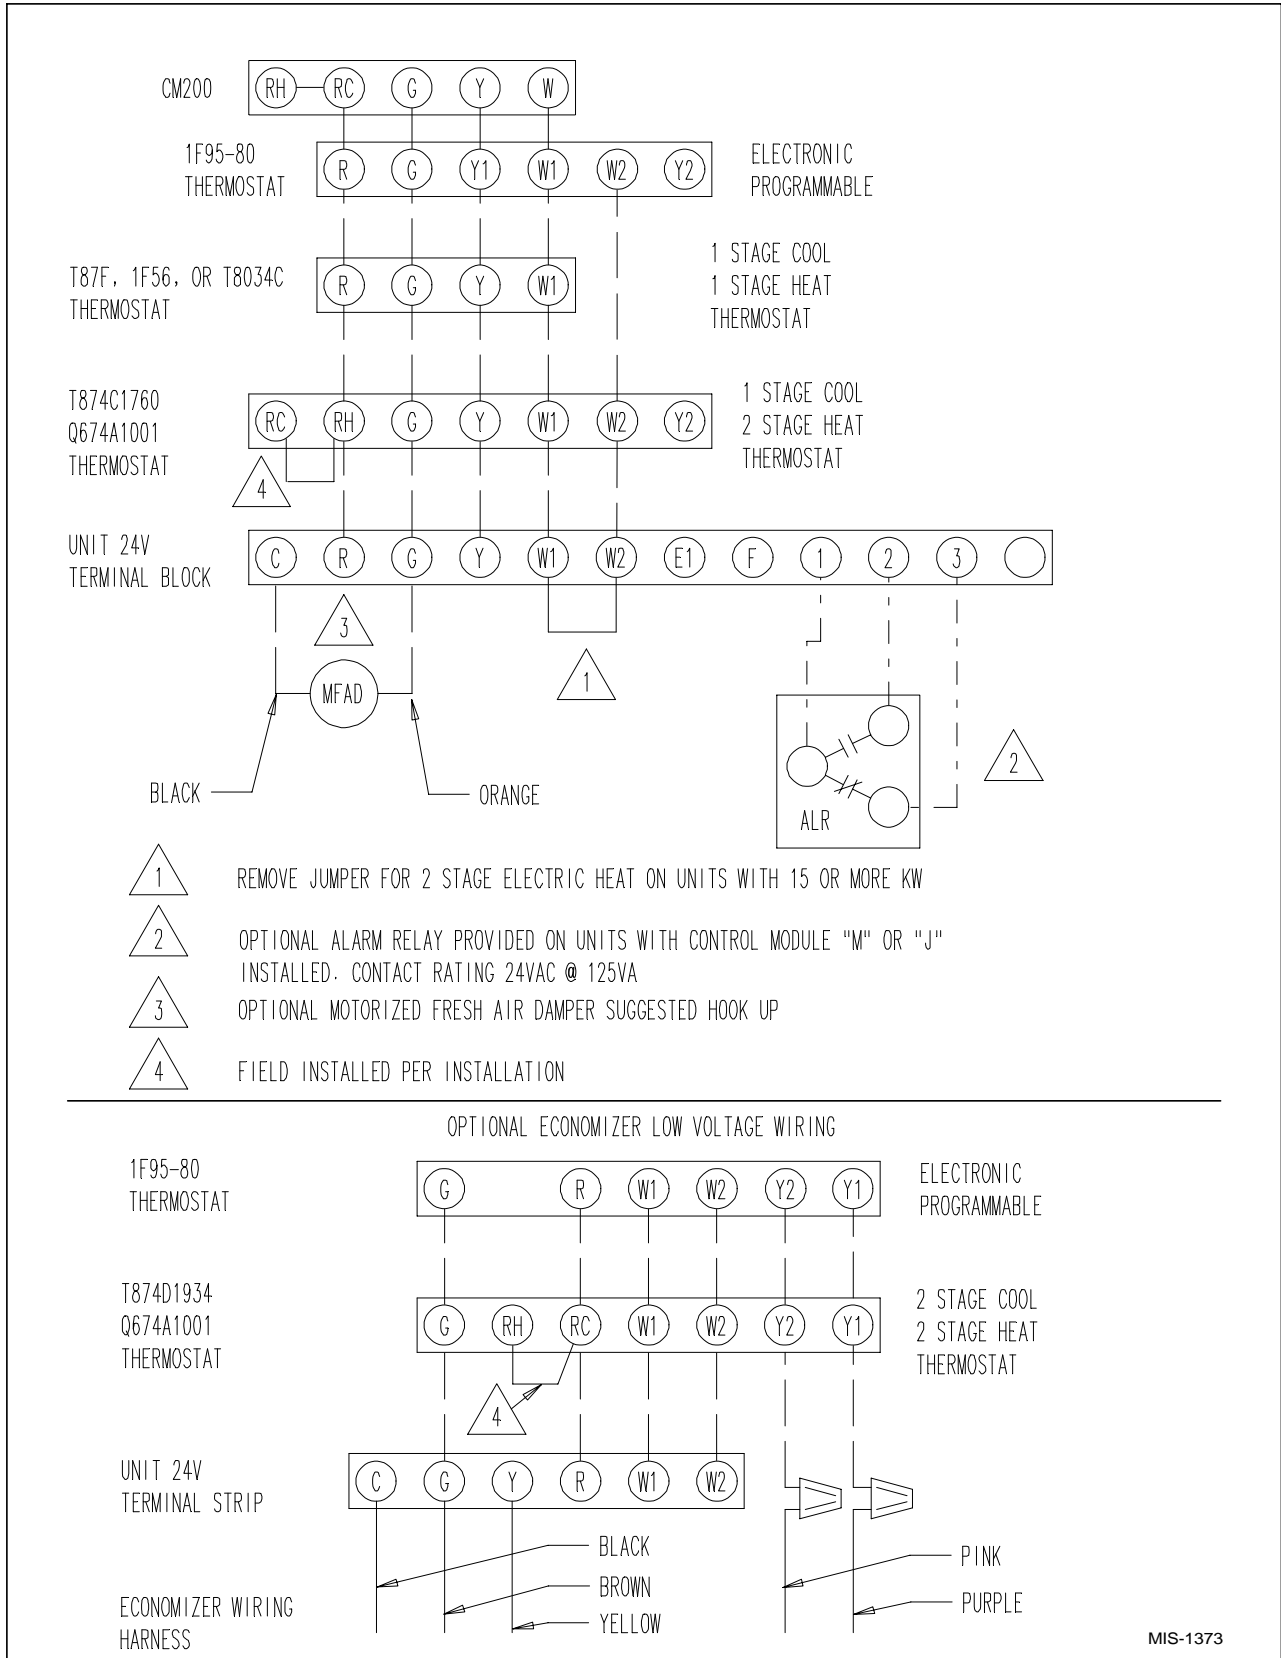 CM200 RH RC G Y W
1F95-80
THERMOSTAT
R G Y1 W1 W2 Y2
ELECTRONIC
PROGRAMMABLE
T87F, 1F56, OR T8034C
THERMOSTAT
R G Y W1
1 STAGE COOL
1 STAGE HEAT
THERMOSTAT
T874C1760
Q674A1001
THERMOSTAT
RC RH G Y W1 W2 Y2
1 STAGE COOL
2 STAGE HEAT
THERMOSTAT
4
UNIT 24V
TERMINAL BLOCK
C R G Y W1 W2 E1 F 1 2 3
3
MFAD
1
2
BLACK
ORANGE
ALR
1 REMOVE JUMPER FOR 2 STAGE ELECTRIC HEAT ON UNITS WITH 15 OR MORE KW
2 OPTIONAL ALARM RELAY PROVIDED ON UNITS WITH CONTROL MODULE "M" OR "J"
INSTALLED. CONTACT RATING 24VAC @ 125VA
3 OPTIONAL MOTORIZED FRESH AIR DAMPER SUGGESTED HOOK UP
4 FIELD INSTALLED PER INSTALLATION
OPTIONAL ECONOMIZER LOW VOLTAGE WIRING
1F95-80
THERMOSTAT
G R W1 W2 Y2 Y1
ELECTRONIC
PROGRAMMABLE
T874D1934
Q674A1001
THERMOSTAT
G RH RC W1 W2 Y2 Y1
2 STAGE COOL
2 STAGE HEAT
THERMOSTAT
4
UNIT 24V
TERMINAL STRIP
C G Y R W1 W2
BLACK
BROWN
YELLOW
PINK
PURPLE
ECONOMIZER WIRING
HARNESS
MIS-1373